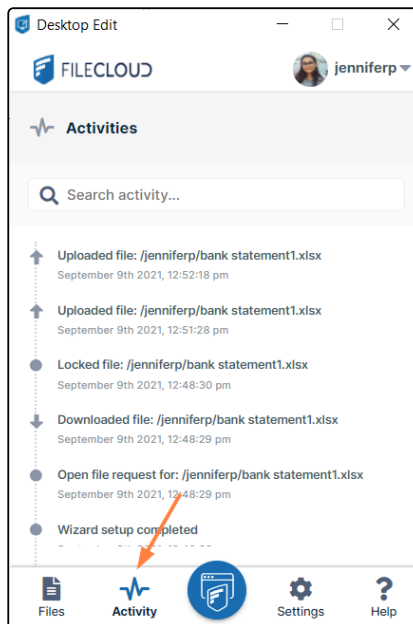 Desktop Edit
FILECLOUD
jenniferp
Activities
Search activity...
Uploaded file: /jenniferp/bank statement1.xlsx
September 9th 2021, 12:52:18 pm
Uploaded file: /jenniferp/bank statement1.xlsx
September 9th 2021, 12:51:28 pm
Locked file: /jenniferp/bank statement1.xlsx
September 9th 2021, 12:48:30 pm
Downloaded file: /jenniferp/bank statement1.xlsx
September 9th 2021, 12:48:29 pm
Open file request for: /jenniferp/bank statement1.xlsx
September 9th 2021, 12:48:29 pm
Wizard setup completed
Files
Activity
Settings
Help